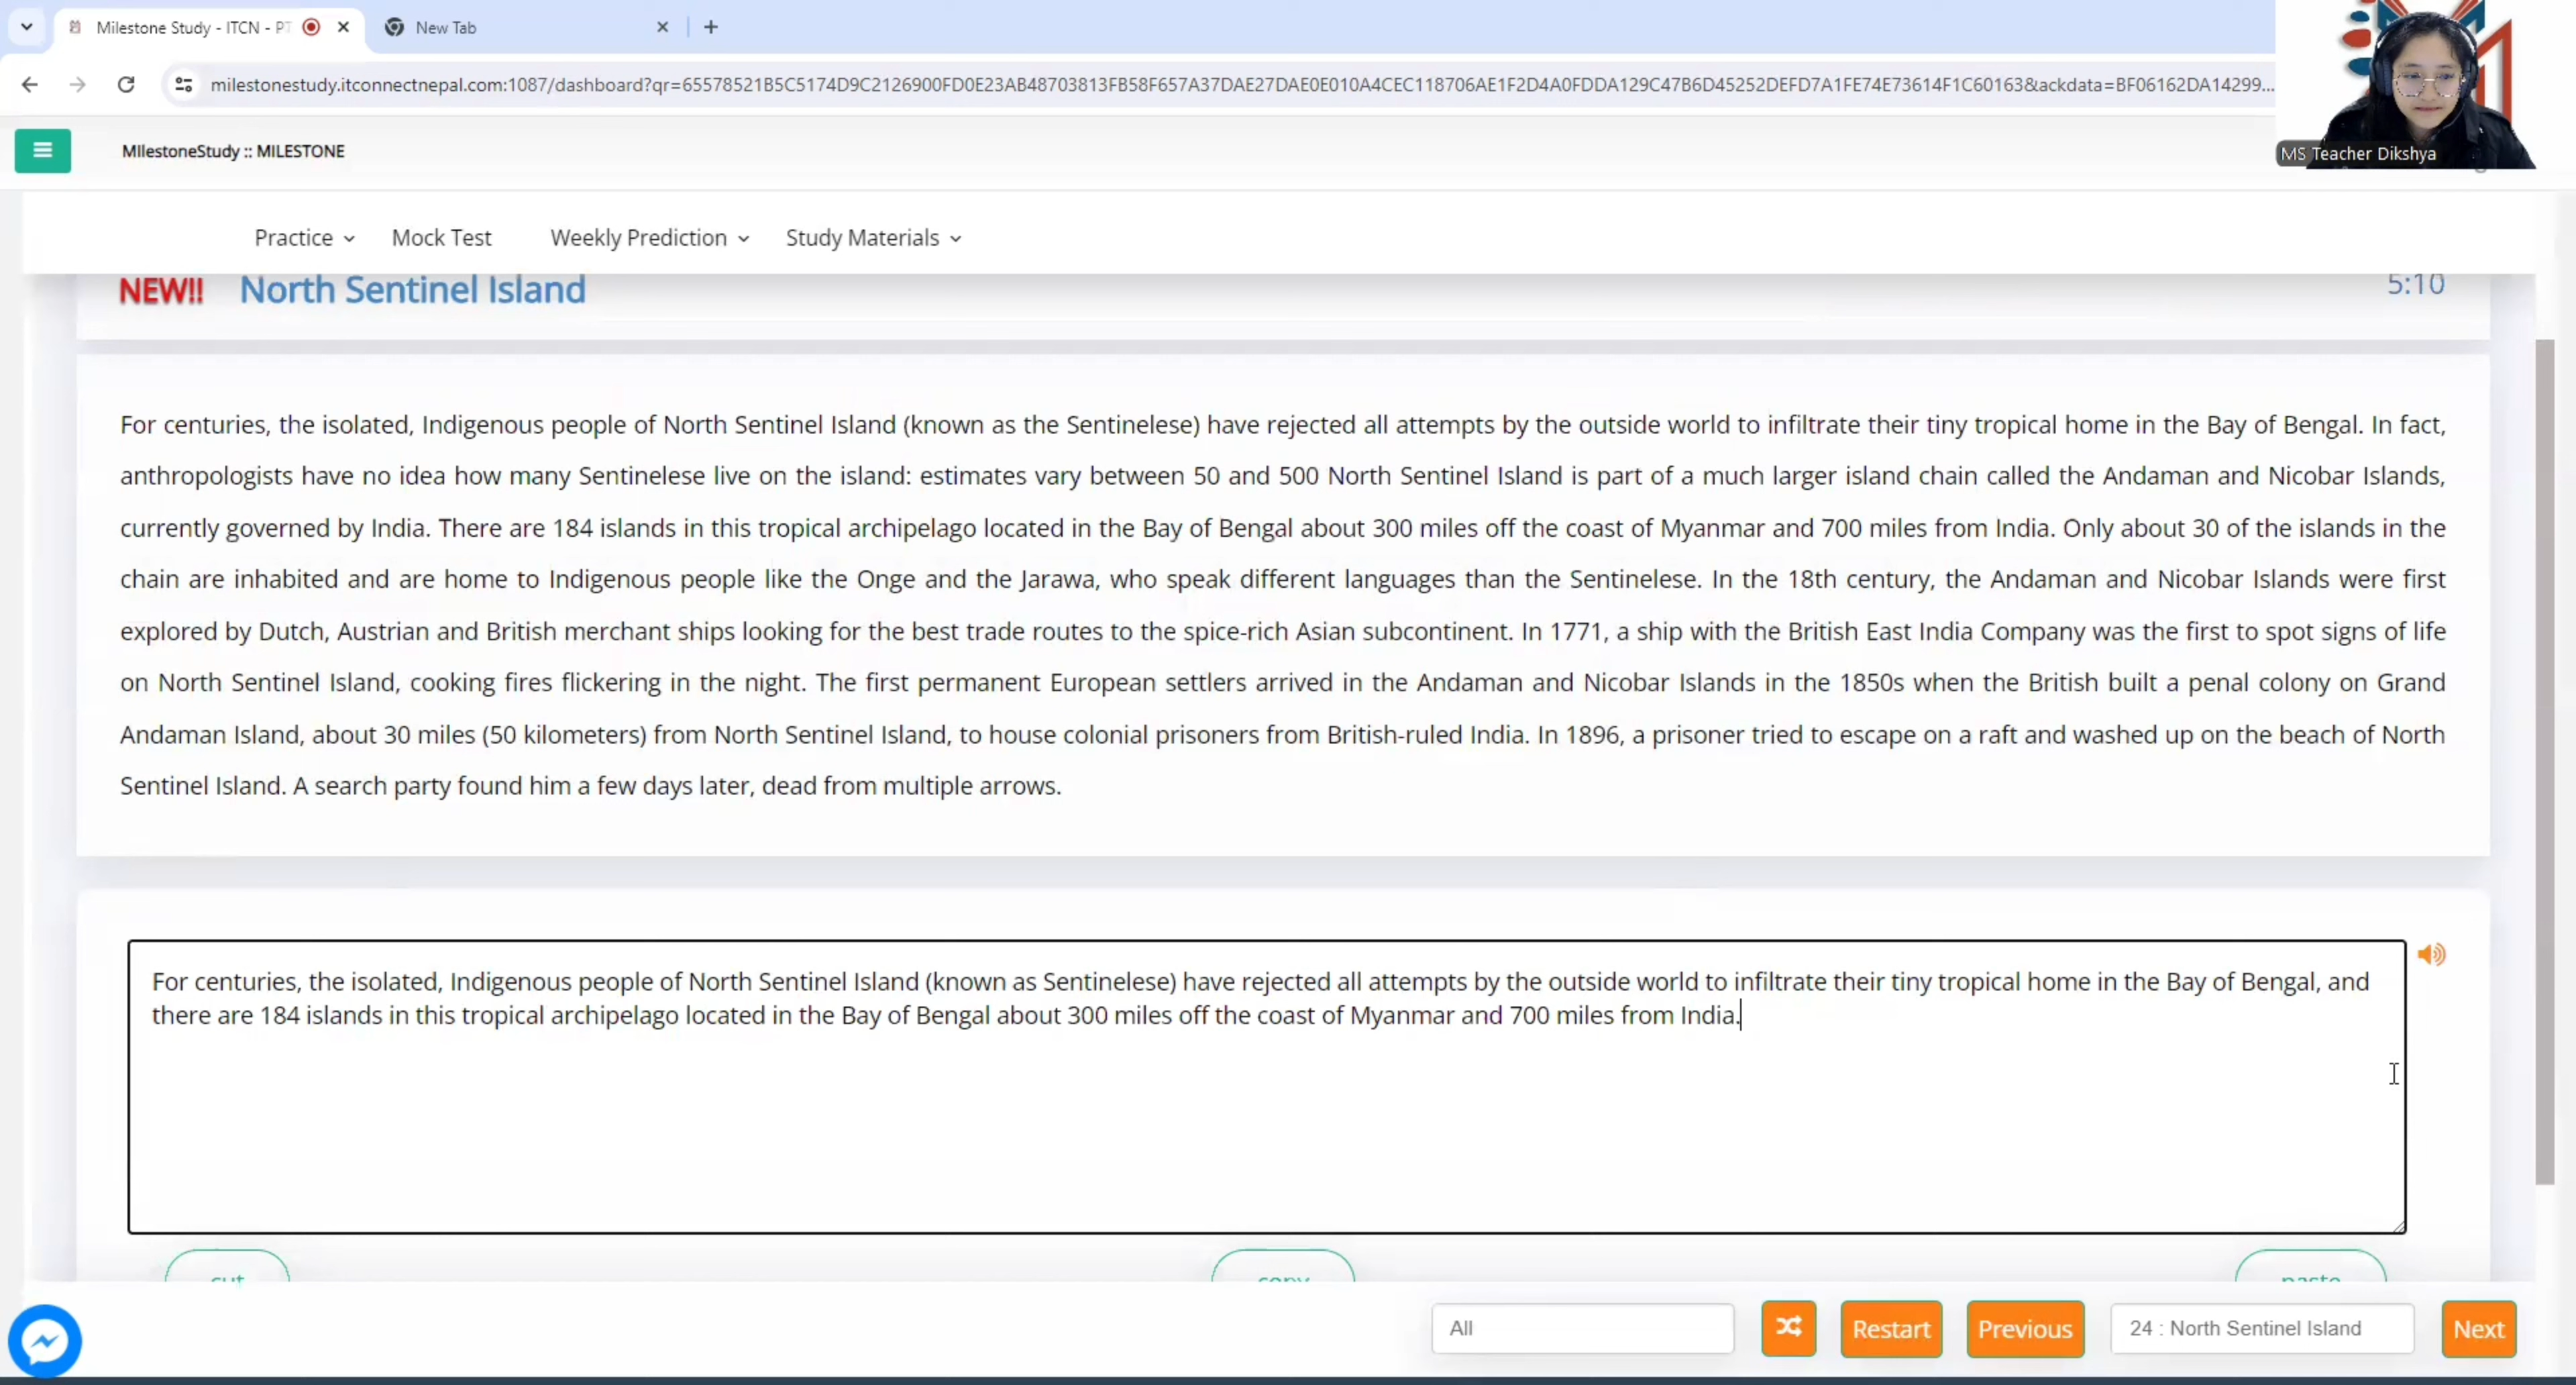 Milestone Study - ITCN - PT
New Tab
milestonestudy.itconnectnepal.com:1087/dashboard?qr=65578521B5C5174D9C2126900FD0E23AB48703813FB58F657A37DAE27DAE0E010A4CEC118706AE1F2D4A0FDDA129C47B6D45252DEFD7A1FE74E73614F1C60163&ackdata=BF06162DA14299...
MS Teacher Dikshya
MIlestoneStudy :: MILESTONE
Practice
Mock Test
Weekly Prediction
Study Materials
NEW!! North Sentinel Island
5:10
For centuries, the isolated, Indigenous people of North Sentinel Island (known as the Sentinelese) have rejected all attempts by the outside world to infiltrate their tiny tropical home in the Bay of Bengal. In fact,
anthropologists have no idea how many Sentinelese live on the island: estimates vary between 50 and 500 North Sentinel Island is part of a much larger island chain called the Andaman and Nicobar Islands,
currently governed by India. There are 184 islands in this tropical archipelago located in the Bay of Bengal about 300 miles off the coast of Myanmar and 700 miles from India. Only about 30 of the islands in the
chain are inhabited and are home to Indigenous people like the Onge and the Jarawa, who speak different languages than the Sentinelese. In the 18th century, the Andaman and Nicobar Islands were first
explored by Dutch, Austrian and British merchant ships looking for the best trade routes to the spice-rich Asian subcontinent. In 1771, a ship with the British East India Company was the first to spot signs of life
on North Sentinel Island, cooking fires flickering in the night. The first permanent European settlers arrived in the Andaman and Nicobar Islands in the 1850s when the British built a penal colony on Grand
Andaman Island, about 30 miles (50 kilometers) from North Sentinel Island, to house colonial prisoners from British-ruled India. In 1896, a prisoner tried to escape on a raft and washed up on the beach of North
Sentinel Island. A search party found him a few days later, dead from multiple arrows.
For centuries, the isolated, Indigenous people of North Sentinel Island (known as Sentinelese) have rejected all attempts by the outside world to infiltrate their tiny tropical home in the Bay of Bengal, and
there are 184 islands in this tropical archipelago located in the Bay of Bengal about 300 miles off the coast of Myanmar and 700 miles from India.
cut
copy
paste
All
Restart
Previous
24 : North Sentinel Island
Next